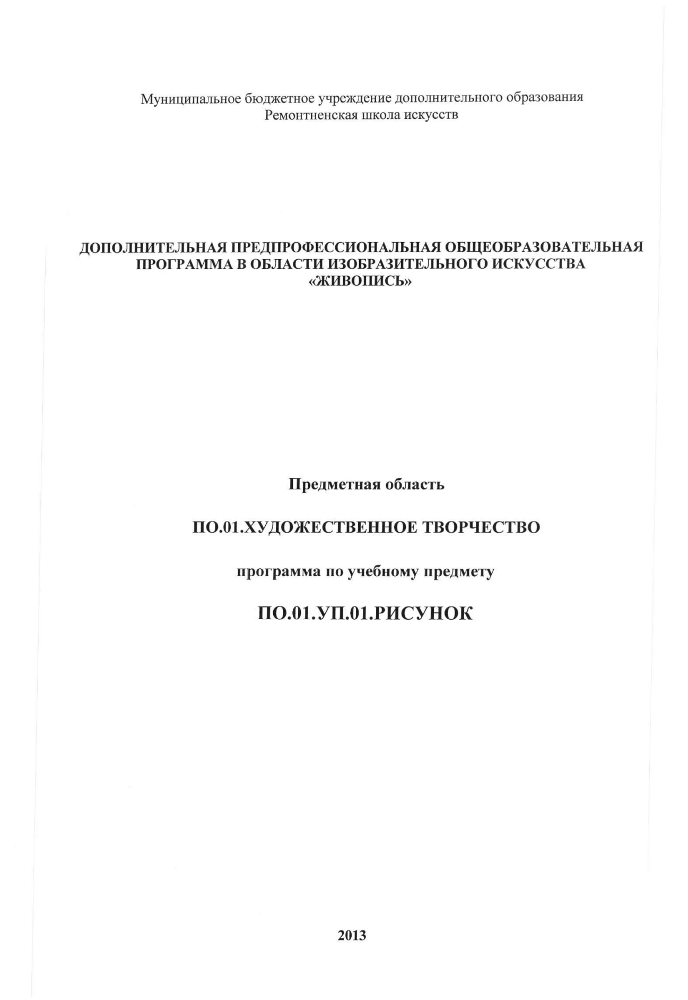 Муниципальное бюджетное учреждение дополнительного образования
Ремонтненская школа искусств
ДОПОЛНИТЕЛЬНАЯ ПРЕДПРОФЕССИОНАЛЬНАЯ ОБЩЕОБРАЗОВАТЕЛЬНАЯ
ПРОГРАММА В ОБЛАСТИ ИЗОБРАЗИТЕЛЬНОГО ИСКУССТВА
«ЖИВОПИСЬ»
Предметная область
ПО.01.ХУДОЖЕСТВЕННОЕ ТВОРЧЕСТВО
программа по учебному предмету
ПО.01.УП.01.РИСУНОК
2013